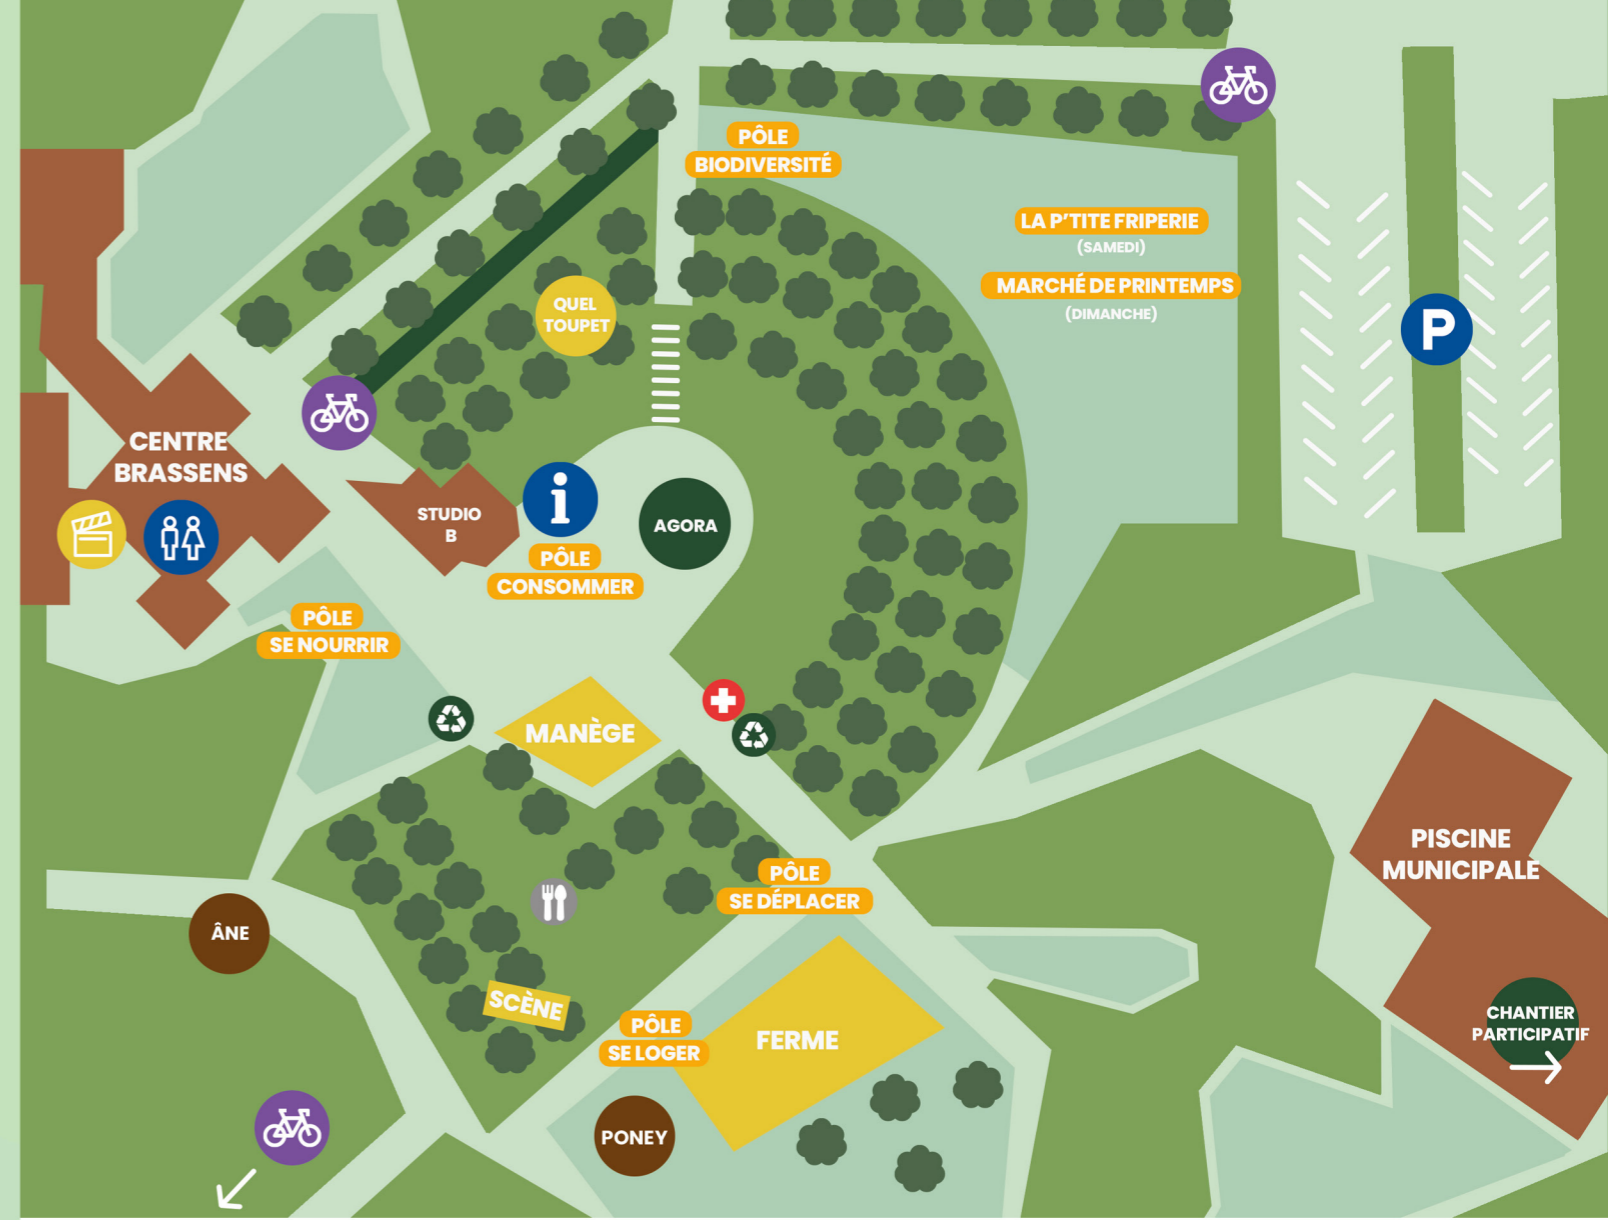 PÔLE
BIODIVERSITÉ
LA P'TITE FRIPERIE
(SAMEDI)
MARCHÉ DE PRINTEMPS
(DIMANCHE)
QUEL
TOUPET
P
CENTRE
BRASSENS
STUDIO
B
i
AGORA
PÔLE
CONSOMMER
PÔLE
SE NOURRIR
MANÈGE
PISCINE
MUNICIPALE
PÔLE
SE DÉPLACER
ÂNE
SCÈNE
PÔLE
SE LOGER
FERME
CHANTIER
PARTICIPATIF
PONEY